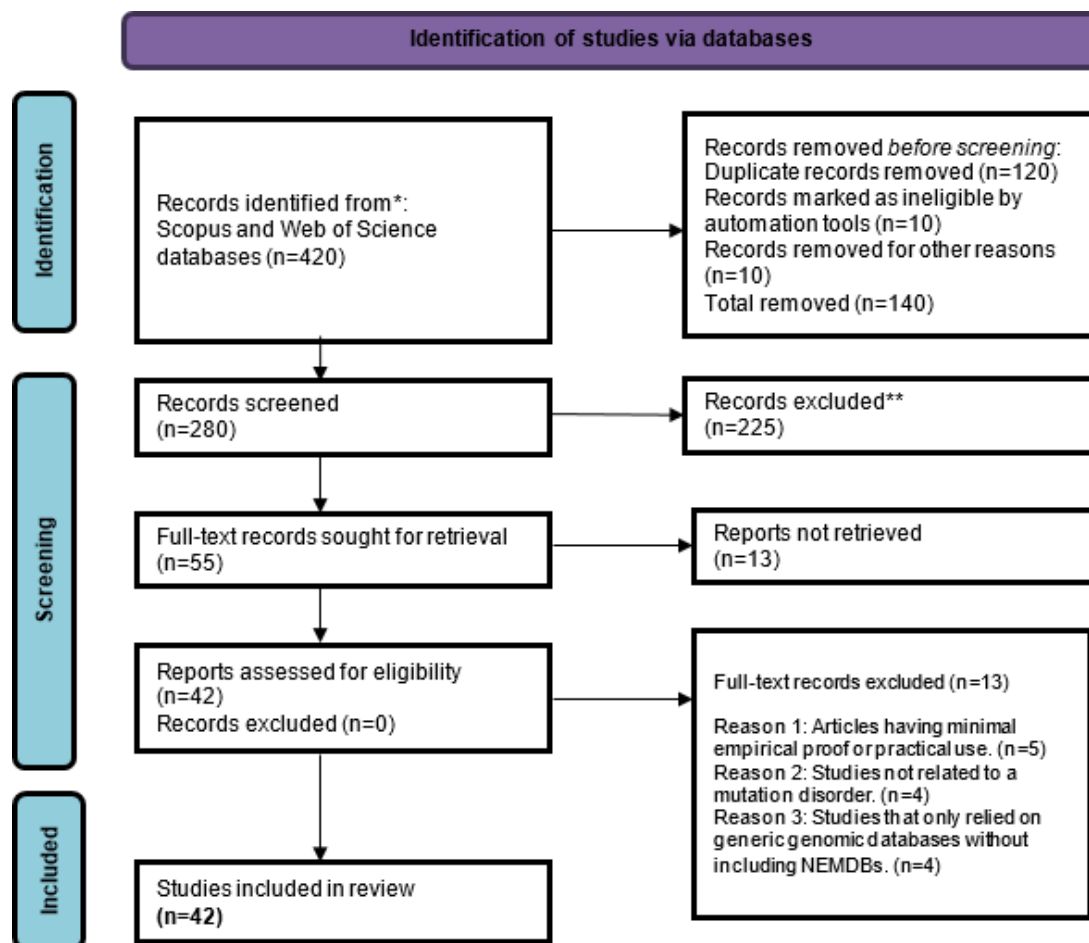 Identification of studies via databases
Identification
Records identified from*:
Scopus and Web of Science
databases (n=420)
Records removed before screening:
Duplicate records removed (n=120)
Records marked as ineligible by
automation tools (n=10)
Records removed for other reasons
(n=10)
Total removed (n=140)
Screening
Records screened
(n=280)
Records excluded**
(n=225)
Full-text records sought for retrieval
(n=55)
Reports not retrieved
(n=13)
Reports assessed for eligibility
(n=42)
Records excluded (n=0)
Full-text records excluded (n=13)
Reason 1: Articles having minimal
empirical proof or practical use. (n=5)
Reason 2: Studies not related to a
mutation disorder. (n=4)
Reason 3: Studies that only relied on
generic genomic databases without
including NEMDBs. (n=4)
Included
Studies included in review
(n=42)